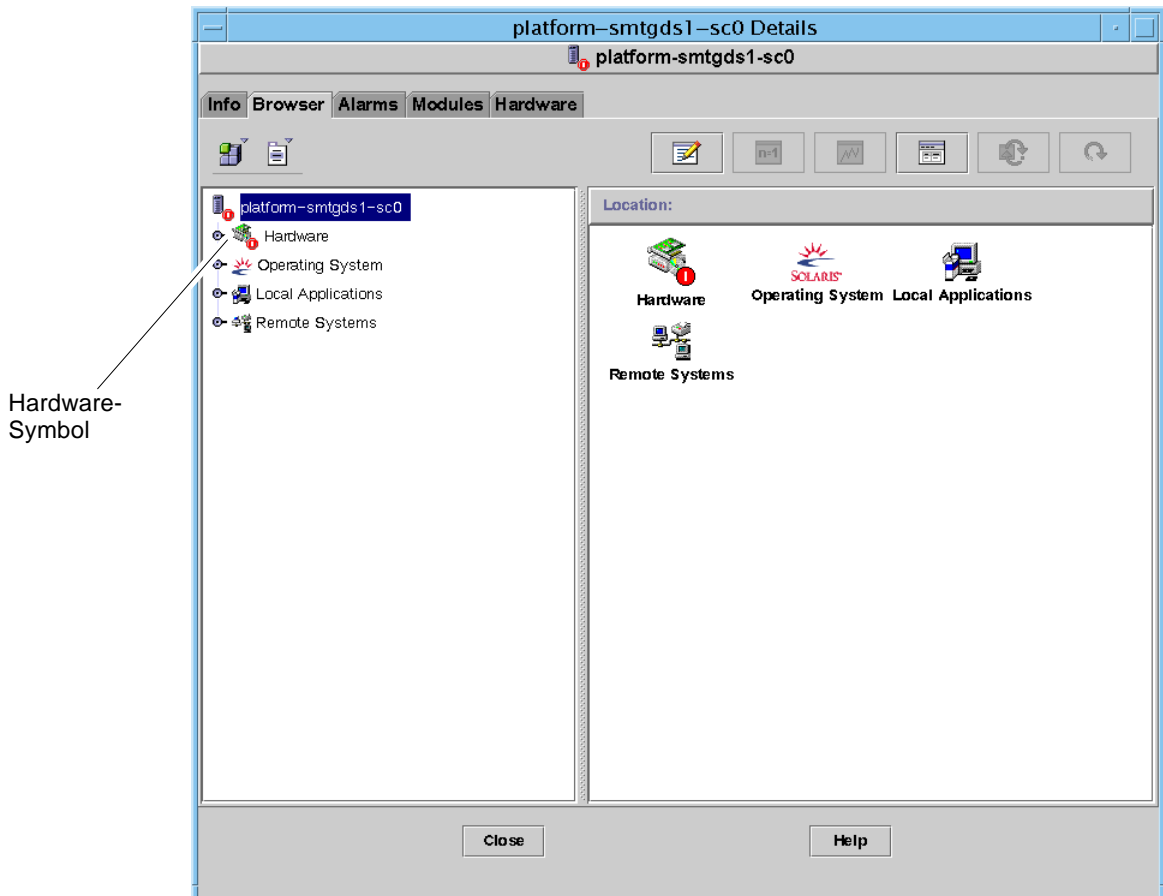 platform–smtgds1–sc0 Details
platform-smtgds1-sc0
Info Browser Alarms Modules Hardware
n=1
platform–smtgds1–sc0
Hardware
Operating System
Local Applications
Remote Systems
Hardware-
Symbol
Location:
SOLARIS
Hardware Operating System Local Applications
Remote Systems
Close Help